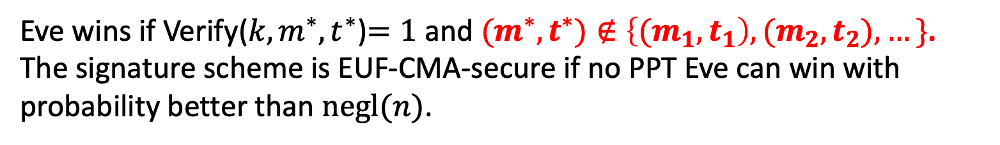 Eve wins if Verify(𝑘, 𝑚*, 𝑡*)= 1 and (𝒎*, 𝒕*) ∉ {(𝒎₁, 𝒕₁), (𝒎₂, 𝒕₂), … }.
The signature scheme is EUF-CMA-secure if no PPT Eve can win with
probability better than negl(𝑛).